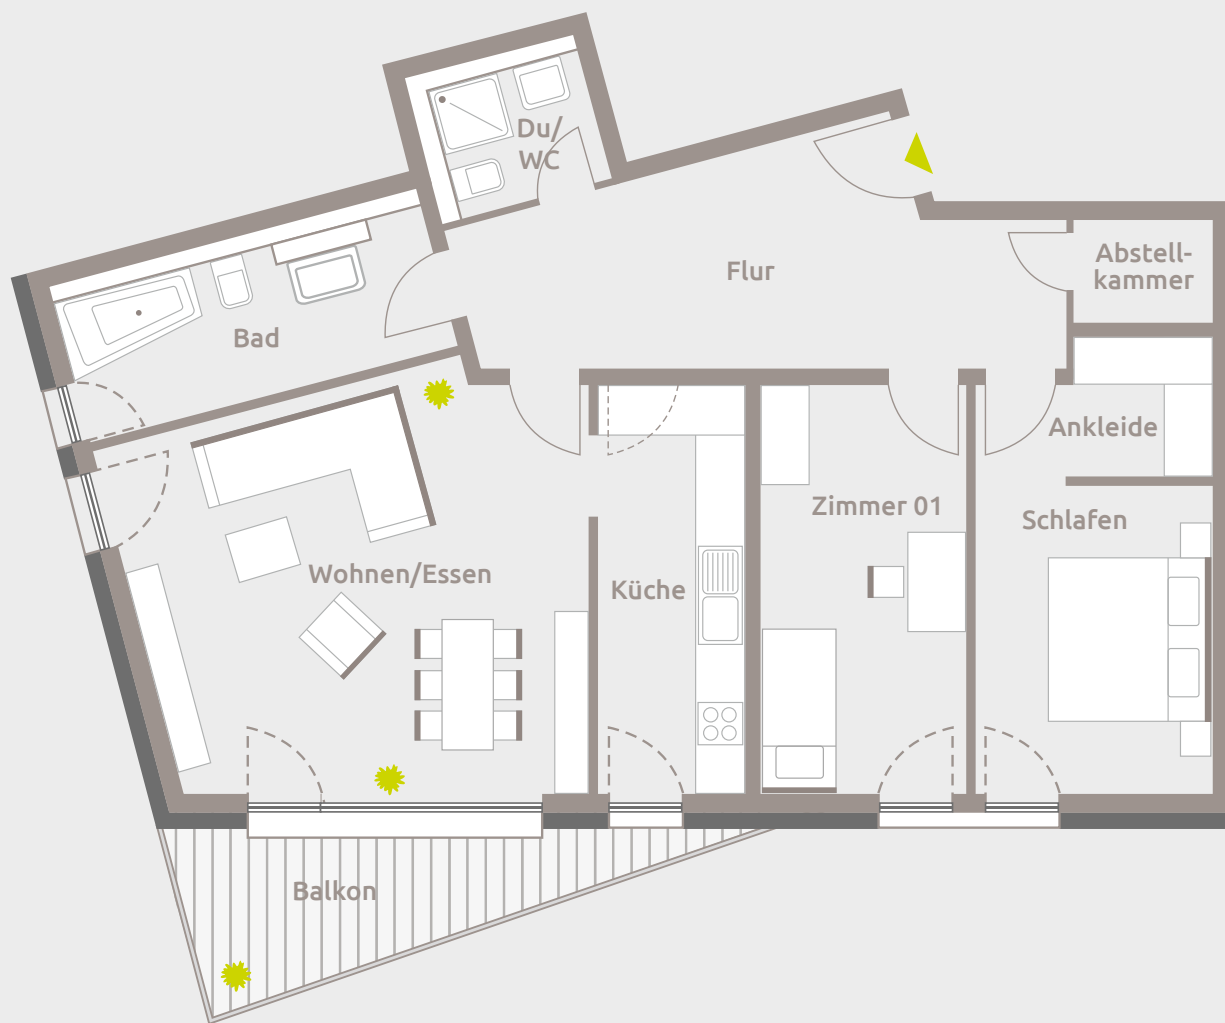 Du/
WC
Flur
Abstell-
kammer
Bad
Ankleide
Zimmer 01
Schlafen
Wohnen/Essen
Küche
Balkon